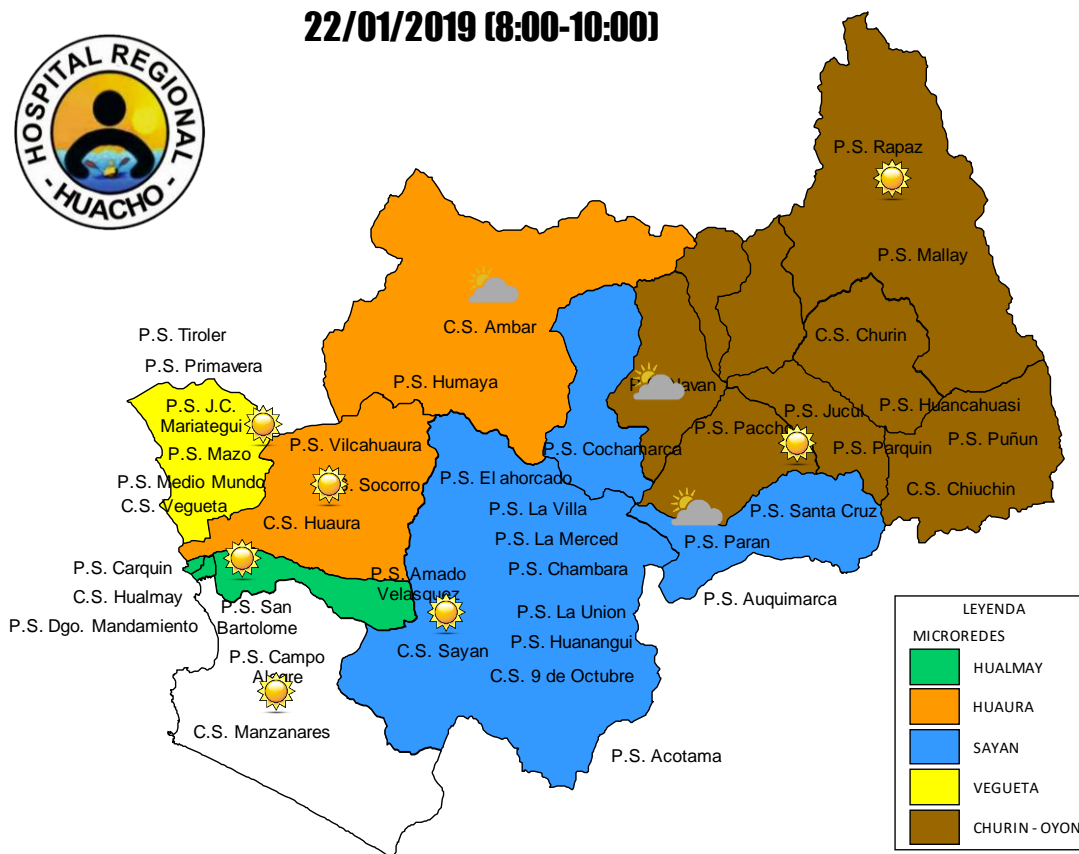 22/01/2019 (8:00-10:00)
HOSPITAL REGIONAL
- HUACHO -
P.S. Rapaz
P.S. Mallay
C.S. Ambar
P.S. Tiroler
C.S. Churin
P.S. Primavera
P.S. Humaya
P.S. J.C.
Mariategui
P.S. Jucul
P.S. Huancahuasi
P.S. Vilcahuaura
P.S. Paccho
P.S. Puñun
P.S. Mazo
P.S. Cochamarca
P.S. Parquin
P.S. Medio Mundo
Socorro
P.S. El ahorcado
C.S. Chiuchin
C.S. Vegueta
P.S. La Villa
P.S. Santa Cruz
C.S. Huaura
P.S. La Merced
P.S. Paran
P.S. Carquin
P.S. Amado
Velasquez
P.S. Chambara
C.S. Hualmay
P.S. San
Bartolome
P.S. Auquimarca
P.S. Dgo. Mandamiento
P.S. La Union
P.S. Huanangui
C.S. Sayan
P.S. Campo
C.S. 9 de Octubre
C.S. Manzanares
P.S. Acotama
LEYENDA
MICROREDES
HUALMAY
HUAURA
SAYAN
VEGUETA
CHURIN - OYON